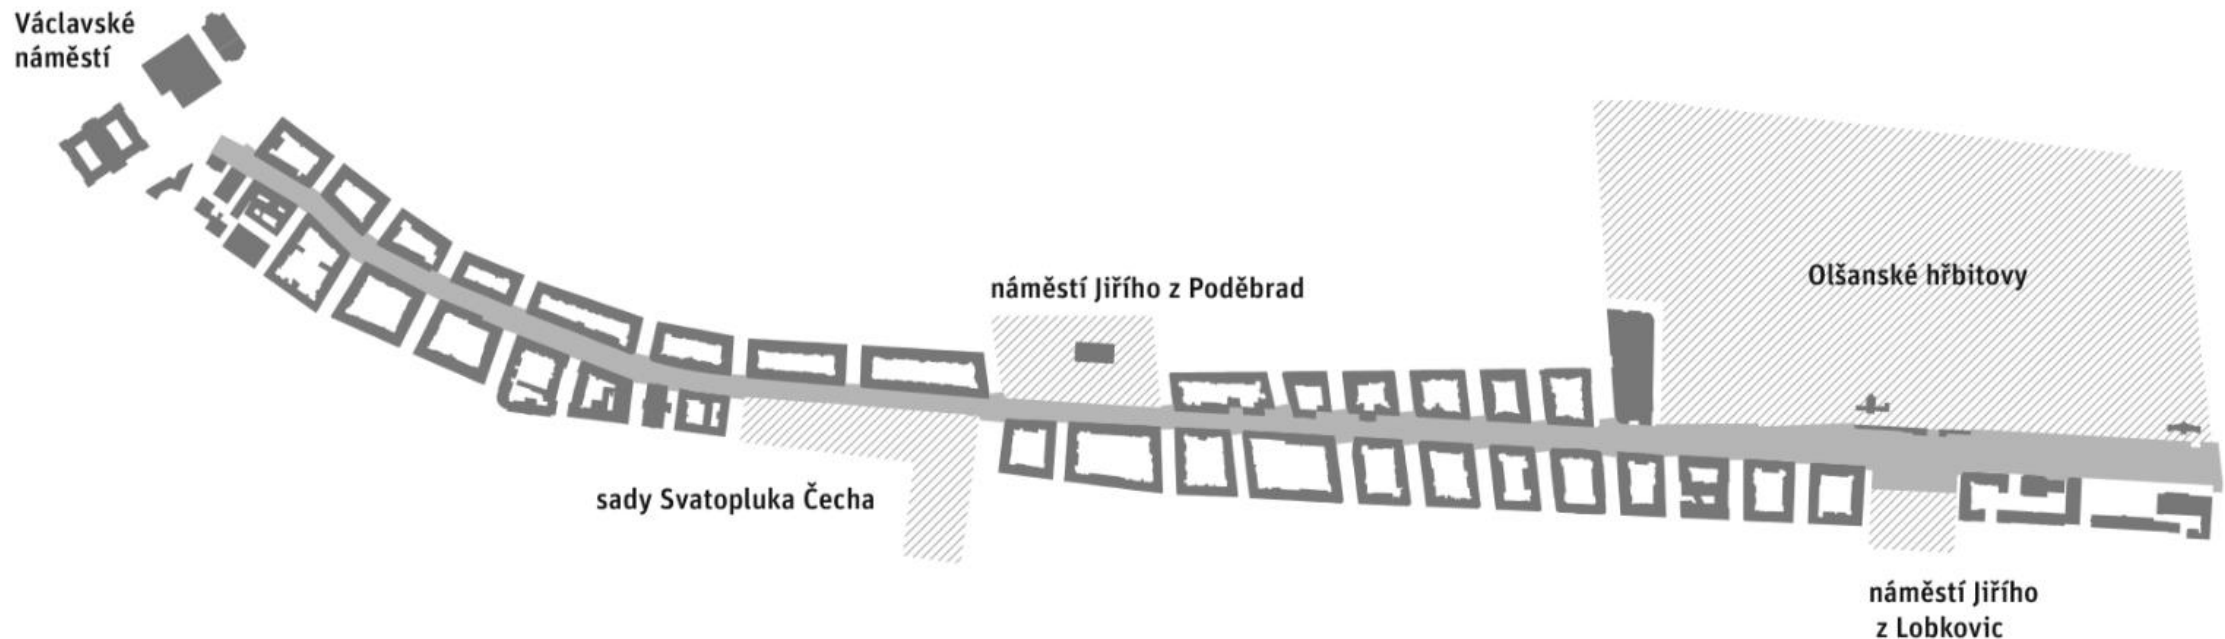 Václavské
náměstí
náměstí Jiřího z Poděbrad
Olšanské hřbitovy
sady Svatopluka Čecha
náměstí Jiřího
z Lobkovic